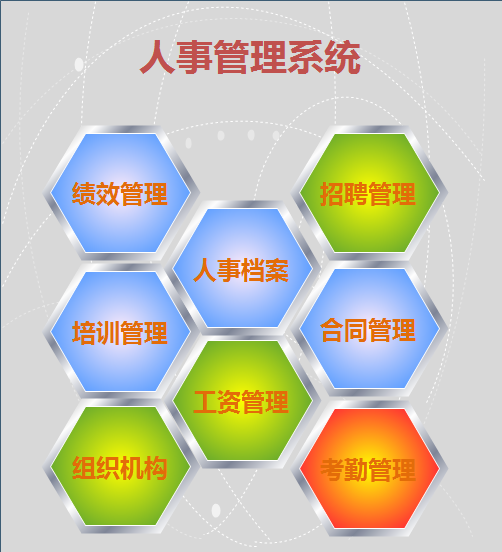 人事管理系统
绩效管理
招聘管理
人事档案
培训管理
合同管理
工资管理
组织机构
考勤管理